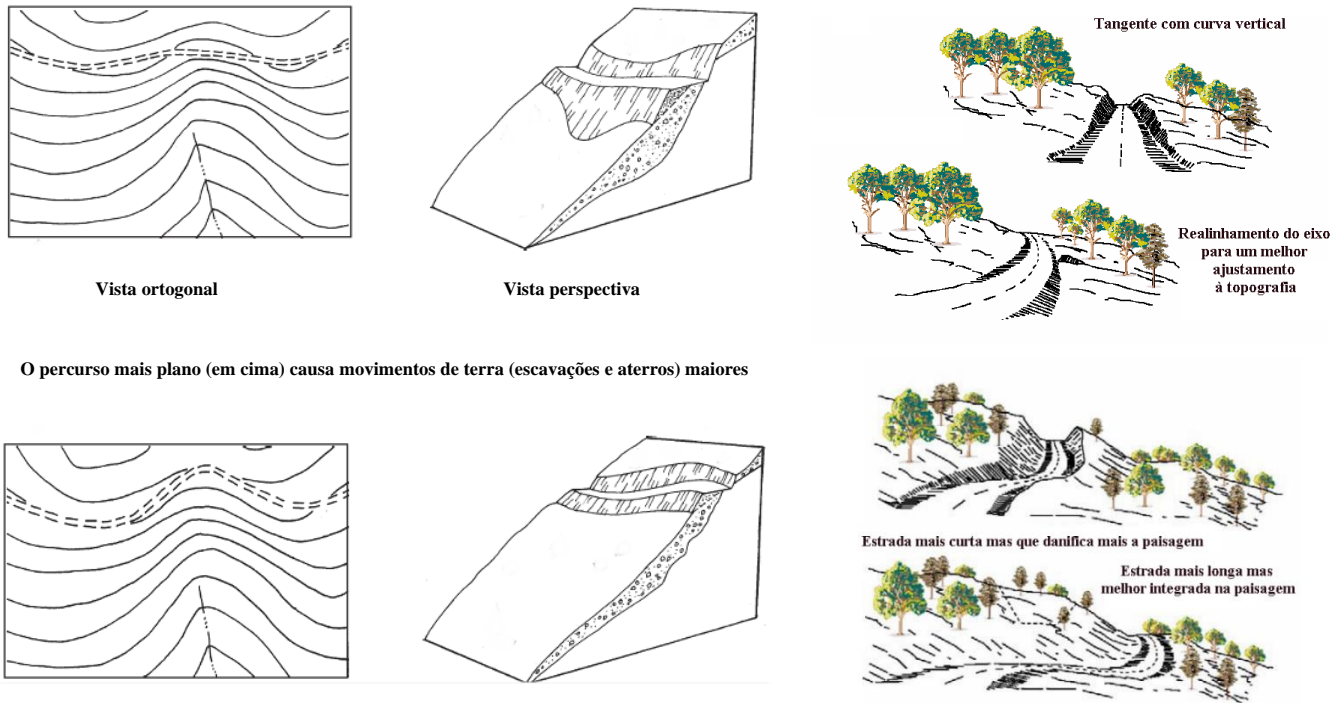 Tangente com curva vertical
Realinhamento do eixo
para um melhor
ajustamento
à topografia
Vista ortogonal
Vista perspectiva
O percurso mais plano (em cima) causa movimentos de terra (escavações e aterros) maiores
Estrada mais curta mas que danifica mais a paisagem
Estrada mais longa mas
melhor integrada na paisagem